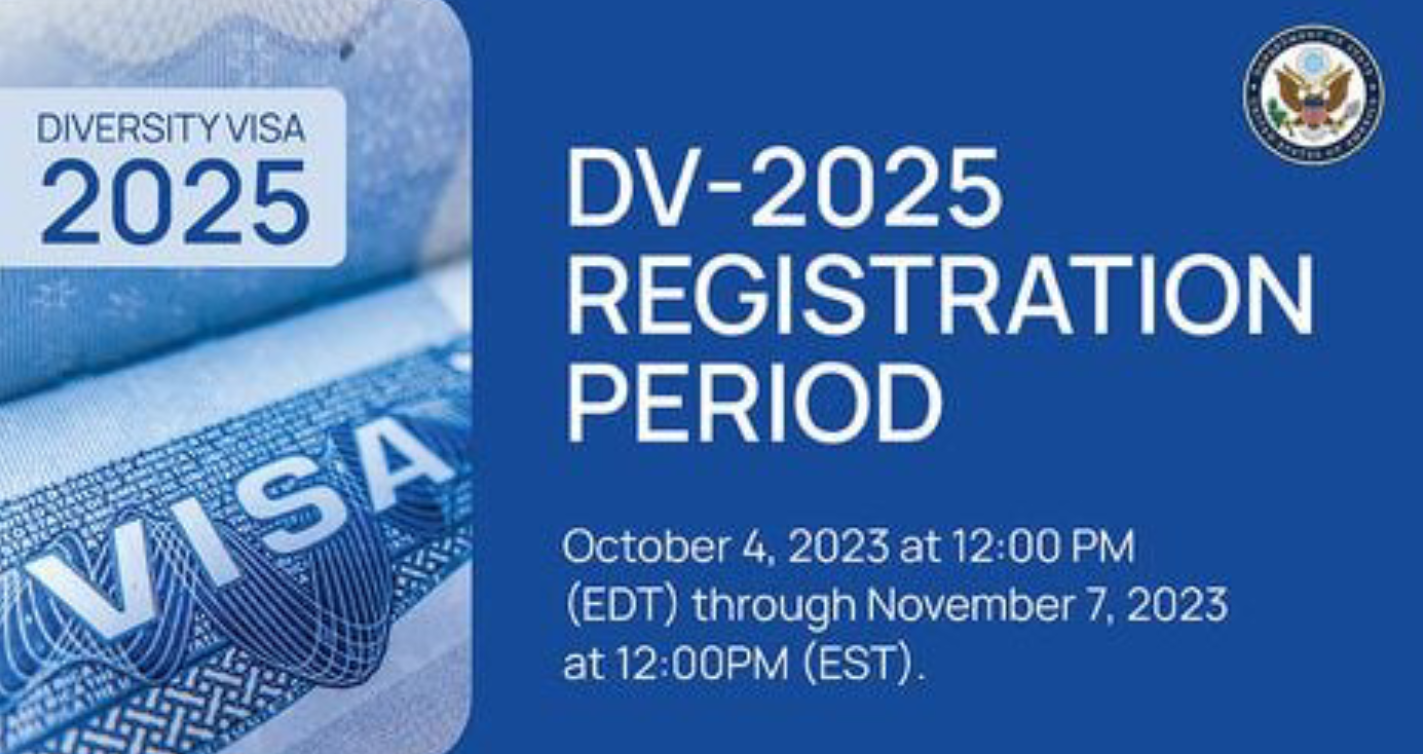 DIVERSITY VISA
2025
VISA
DV-2025
REGISTRATION
PERIOD
October 4, 2023 at 12:00 PM
(EDT) through November 7, 2023
at 12:00PM (EST).